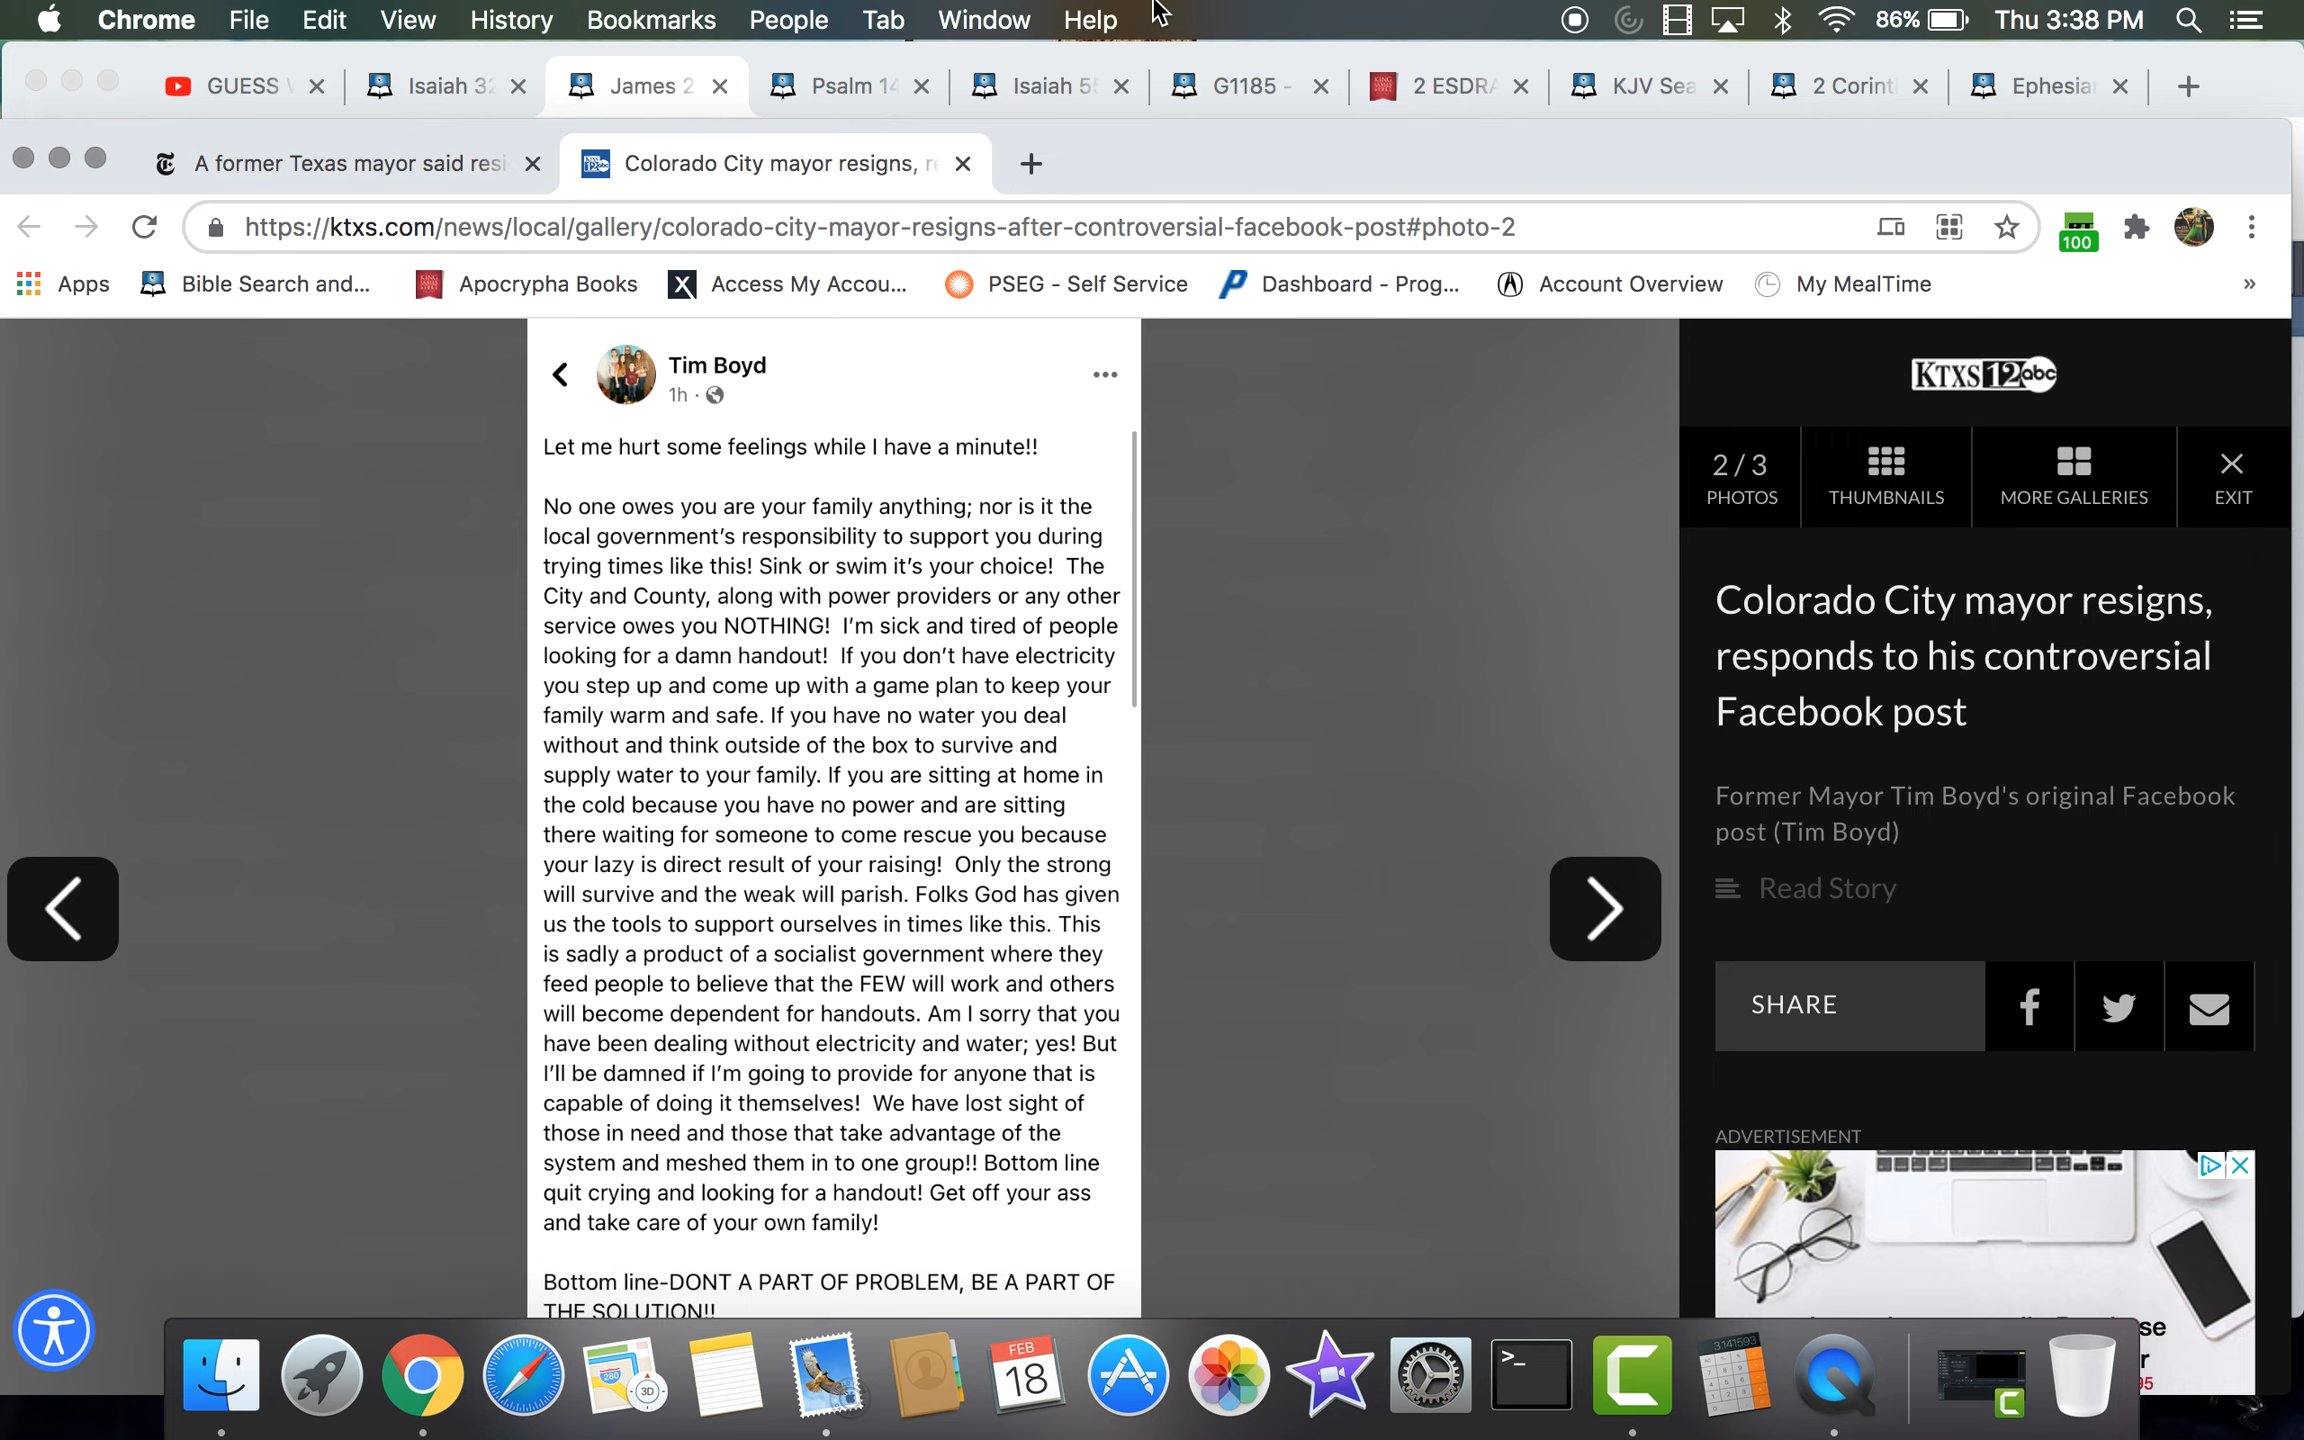 Chrome File Edit View History Bookmarks People Tab Window Help 86% Thu 3:38 PM
GUESS Isaiah 32 James 2 Psalm 14 Isaiah 5 G1185 - 2 ESDRA KJV Sea 2 Corint Ephesia
A former Texas mayor said resi Colorado City mayor resigns, re
https://ktxs.com/news/local/gallery/colorado-city-mayor-resigns-after-controversial-facebook-post#photo-2 100
Apps Bible Search and... Apocrypha Books Access My Accou... PSEG - Self Service Dashboard - Prog... Account Overview My MealTime »
Tim Boyd
1h ·
Let me hurt some feelings while I have a minute!!
No one owes you are your family anything; nor is it the
local government's responsibility to support you during
trying times like this! Sink or swim it's your choice! The
City and County, along with power providers or any other
service owes you NOTHING! I'm sick and tired of people
looking for a damn handout! If you don't have electricity
you step up and come up with a game plan to keep your
family warm and safe. If you have no water you deal
without and think outside of the box to survive and
supply water to your family. If you are sitting at home in
the cold because you have no power and are sitting
there waiting for someone to come rescue you because
your lazy is direct result of your raising! Only the strong
will survive and the weak will parish. Folks God has given
us the tools to support ourselves in times like this. This
is sadly a product of a socialist government where they
feed people to believe that the FEW will work and others
will become dependent for handouts. Am I sorry that you
have been dealing without electricity and water; yes! But
I'll be damned if I'm going to provide for anyone that is
capable of doing it themselves! We have lost sight of
those in need and those that take advantage of the
system and meshed them in to one group!! Bottom line
quit crying and looking for a handout! Get off your ass
and take care of your own family!
Bottom line-DONT A PART OF PROBLEM, BE A PART OF
THE SOLUTION!!
KTXS 12 abc
2 / 3
PHOTOS THUMBNAILS MORE GALLERIES EXIT
Colorado City mayor resigns,
responds to his controversial
Facebook post
Former Mayor Tim Boyd's original Facebook
post (Tim Boyd)
Read Story
SHARE
ADVERTISEMENT
se
r
95
280
3D
FEB
18
3.141593